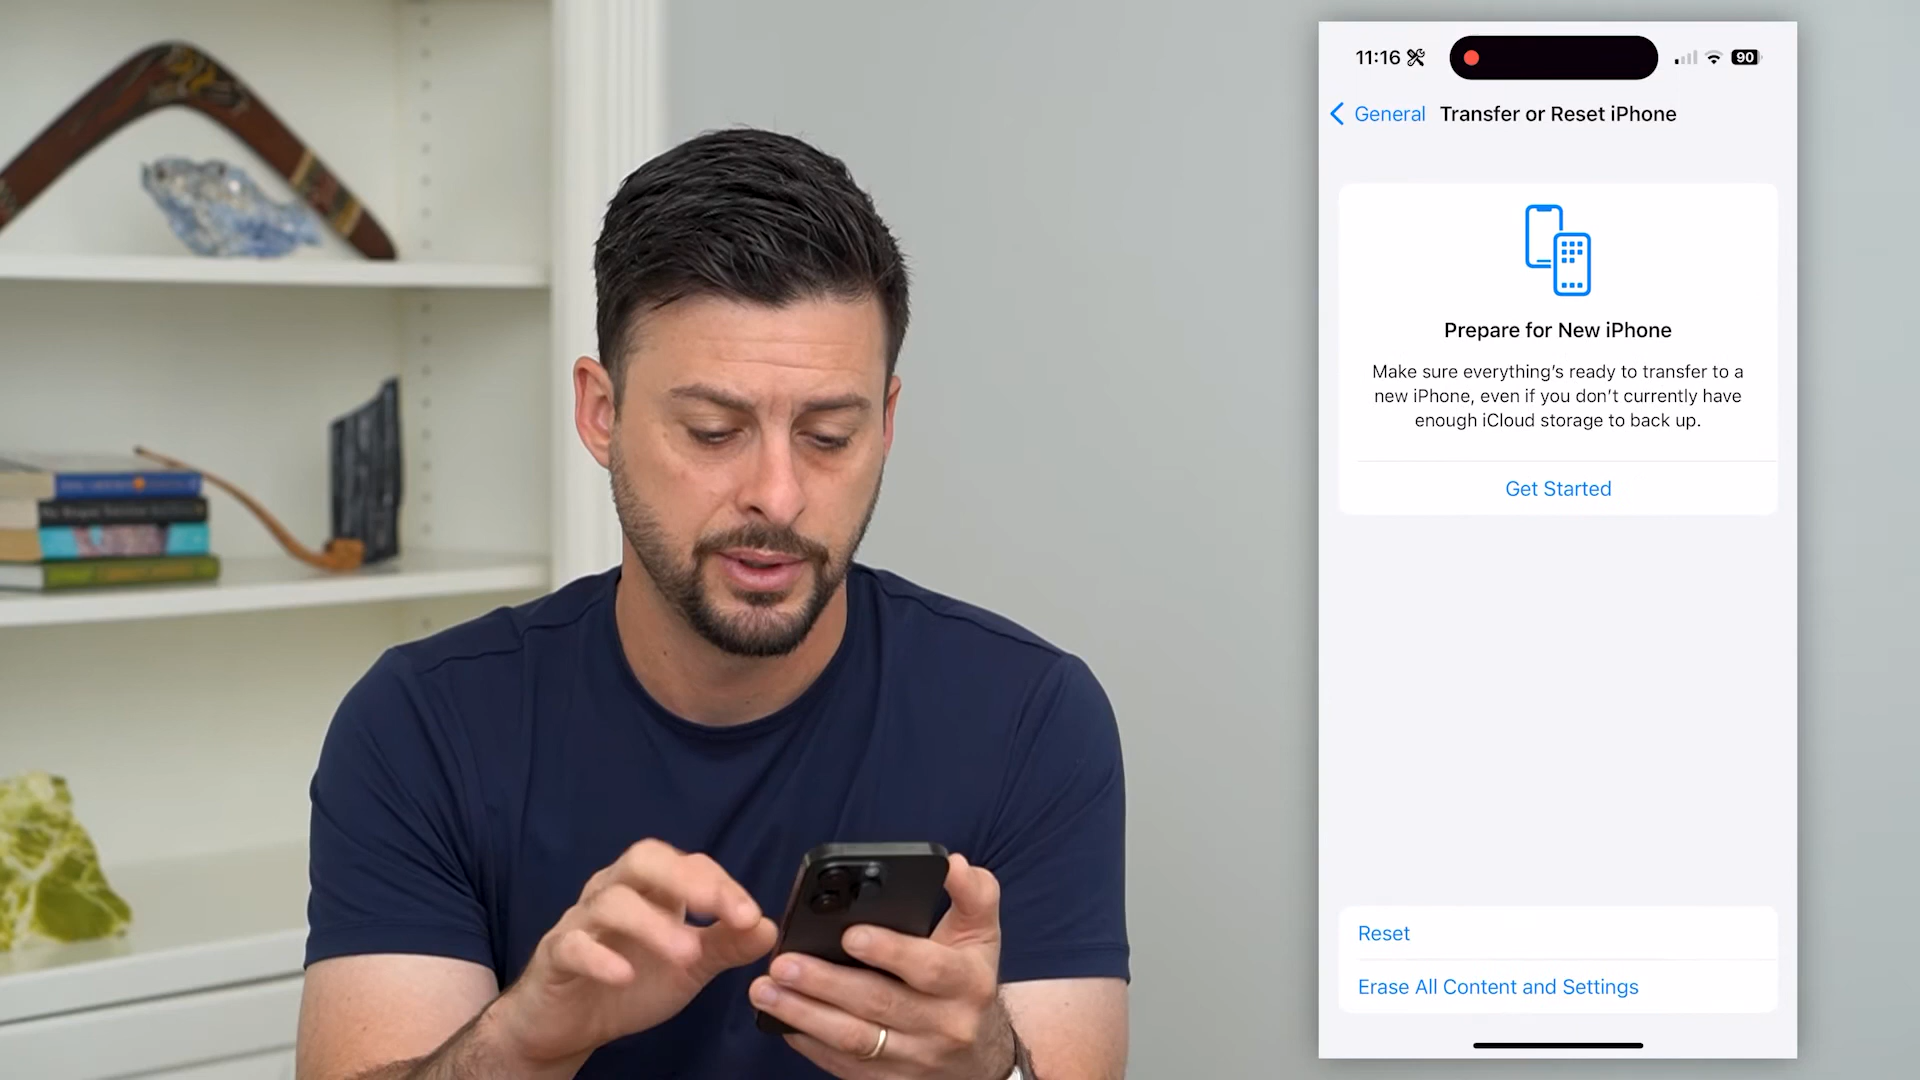 11:16
90
General
Transfer or Reset iPhone
Prepare for New iPhone
Make sure everything's ready to transfer to a
new iPhone, even if you don't currently have
enough iCloud storage to back up.
Get Started
Reset
Erase All Content and Settings